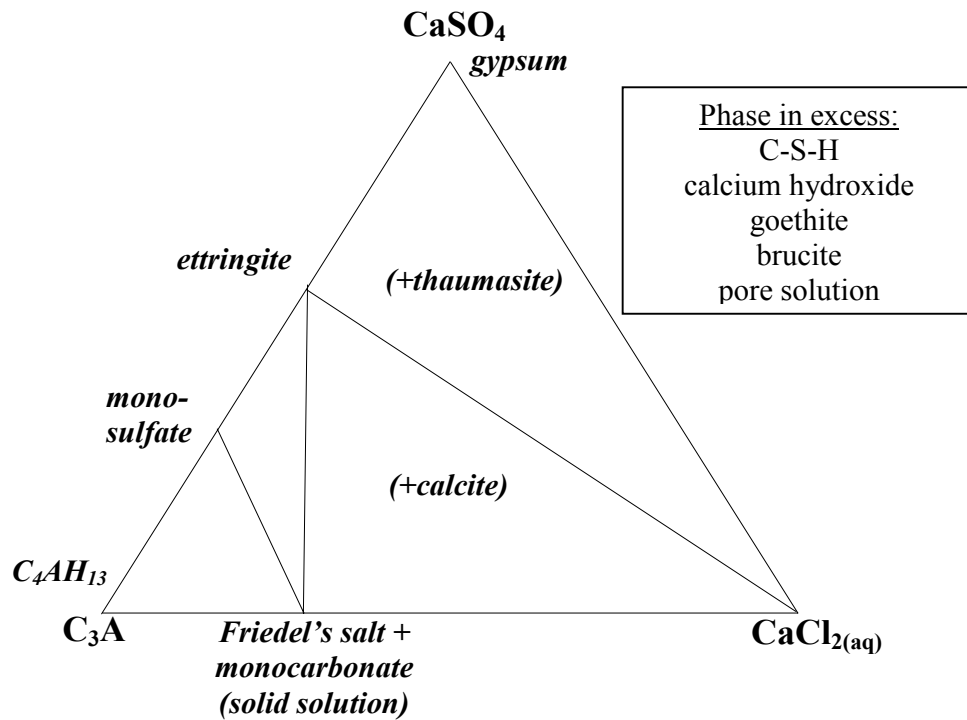 CaSO₄
gypsum
Phase in excess:
C-S-H
calcium hydroxide
goethite
brucite
pore solution
ettringite
(+thaumasite)
mono-
sulfate
(+calcite)
C₄AH₁₃
C₃A
Friedel's salt +
monocarbonate
(solid solution)
CaCl₂(aq)